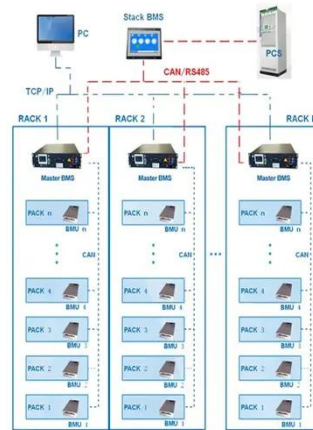 PC
Stack BMS
PCS
CAN/RS485
TCP/IP
RACK 1
RACK 2
RACK
Master BMS
Master BMS
Master BMS
PACK n
BMU n
PACK n
BMU n
PACK n
BMU n
CAN
CAN
CAN
...
PACK 4
BMU 4
PACK 4
BMU 4
PACK 4
BMU 4
PACK 3
BMU 3
PACK 3
BMU 3
PACK 3
BMU 3
PACK 2
BMU 2
PACK 2
BMU 2
PACK 2
BMU 2
PACK 1
BMU 1
PACK 1
BMU 1
PACK 1
BMU 1